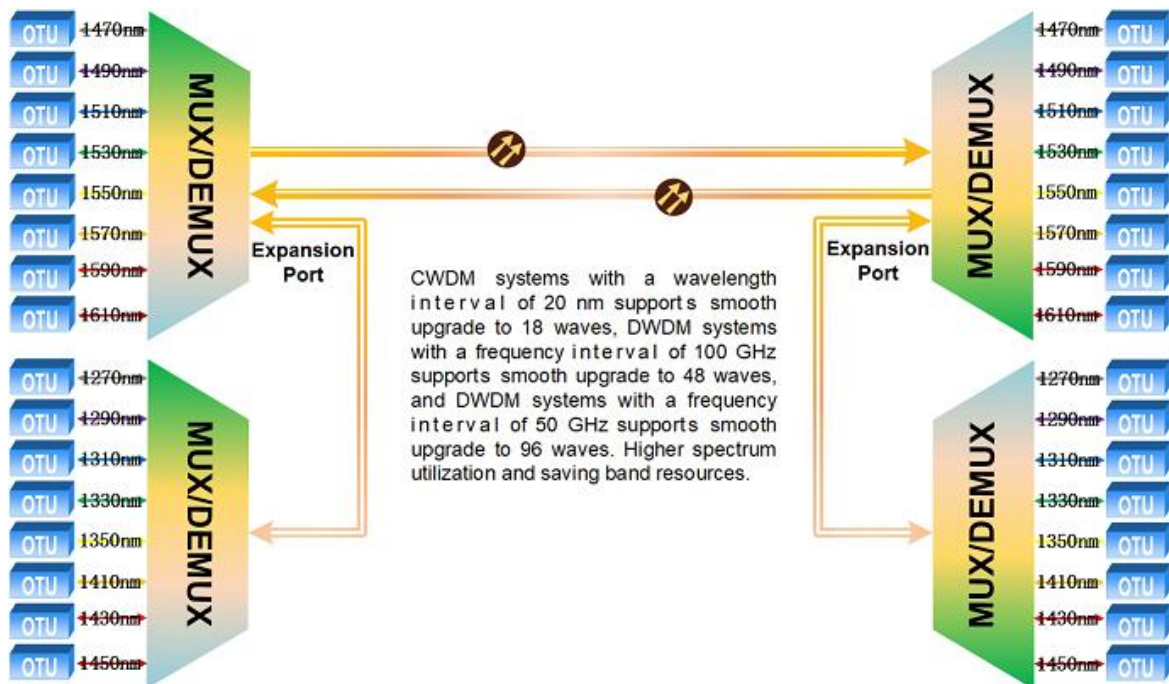 OTU 1470nm
OTU 1490nm
OTU 1510nm
OTU 1530nm
OTU 1550nm
OTU 1570nm
OTU 1590nm
OTU 1610nm
MUX/DEMUX
Expansion
Port
OTU 1270nm
OTU 1290nm
OTU 1310nm
OTU 1330nm
OTU 1350nm
OTU 1410nm
OTU 1430nm
OTU 1450nm
MUX/DEMUX
CWDM systems with a wavelength
interval of 20 nm supports smooth
upgrade to 18 waves, DWDM systems
with a frequency interval of 100 GHz
supports smooth upgrade to 48 waves,
and DWDM systems with a frequency
interval of 50 GHz supports smooth
upgrade to 96 waves. Higher spectrum
utilization and saving band resources.
MUX/DEMUX
Expansion
Port
1470nm OTU
1490nm OTU
1510nm OTU
1530nm OTU
1550nm OTU
1570nm OTU
1590nm OTU
1610nm OTU
MUX/DEMUX
1270nm OTU
1290nm OTU
1310nm OTU
1330nm OTU
1350nm OTU
1410nm OTU
1430nm OTU
1450nm OTU